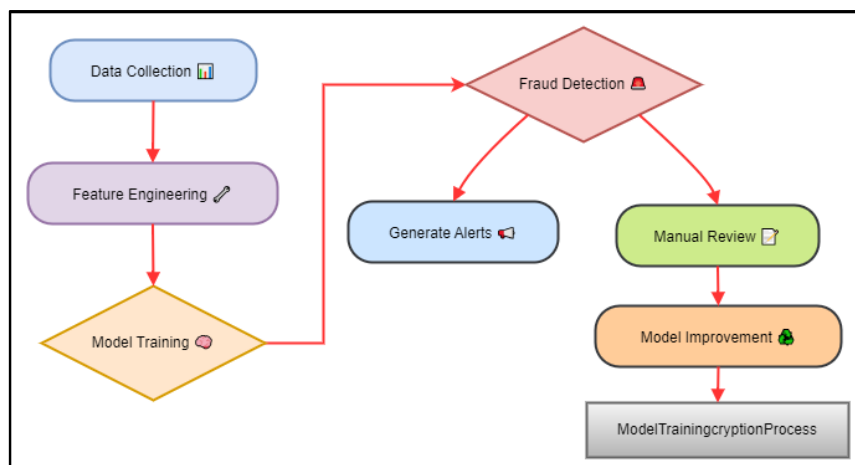 Data Collection 📊
Fraud Detection 🚨
Feature Engineering 🦴
Generate Alerts 📢
Manual Review 📝
Model Training 🧠
Model Improvement ♻
ModelTrainingcryptionProcess